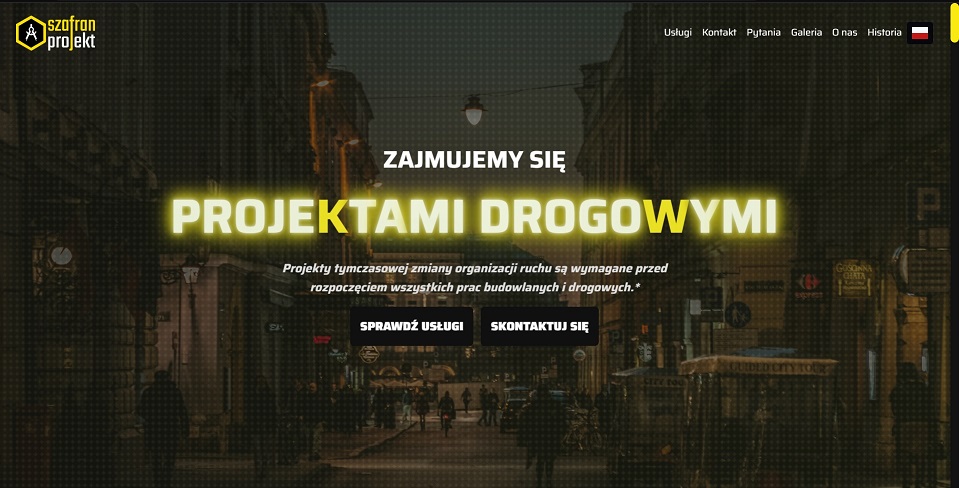 szafran
projekt
Usługi Kontakt Pytania Galeria O nas Historia
ZAJMUJEMY SIĘ
PROJEKTAMI DROGOWYMI
Projekty tymczasowej zmiany organizacji ruchu są wymagane przed
rozpoczęciem wszystkich prac budowlanych i drogowych.*
SPRAWDŹ USŁUGI SKONTAKTUJ SIĘ